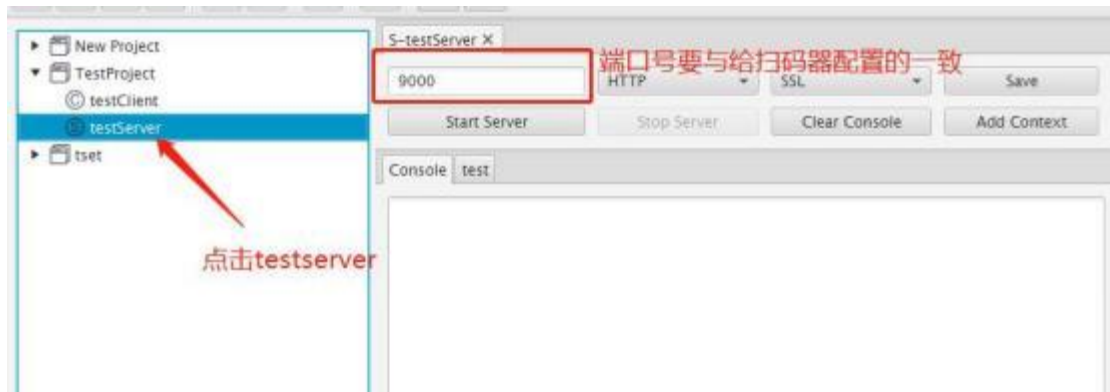 New Project
TestProject
testClient
testServer
tset
点击testserver
S-testServer ×
9000
端口号要与给扫码器配置的一致
HTTP
SSL
Save
Start Server
Stop Server
Clear Console
Add Context
Console
test